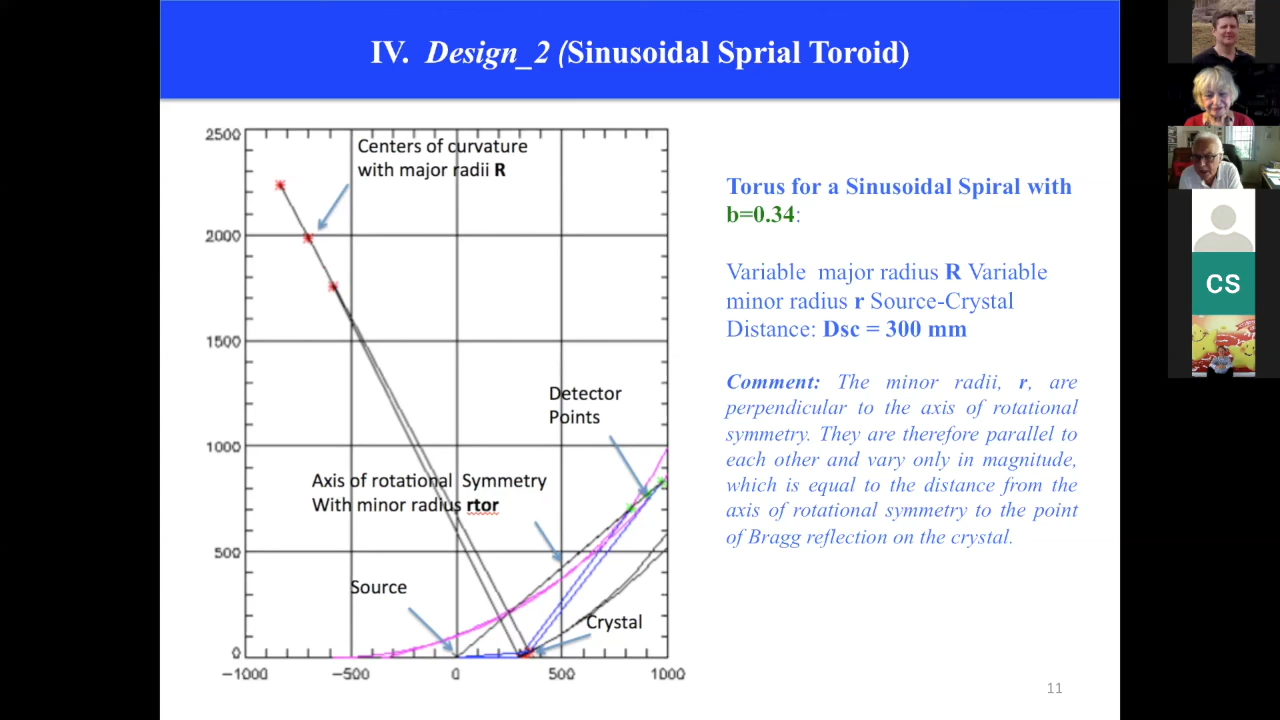 IV. Design_2 (Sinusoidal Sprial Toroid)
2500
2000
1500
1000
500
0
−1000
−500
0
500
1000
Centers of curvature
with major radii R
Detector
Points
Axis of rotational Symmetry
With minor radius rtor
Source
Crystal
Torus for a Sinusoidal Spiral with
b=0.34:
Variable major radius R Variable
minor radius r Source-Crystal
Distance: Dsc = 300 mm
Comment: The minor radii, r, are
perpendicular to the axis of rotational
symmetry. They are therefore parallel to
each other and vary only in magnitude,
which is equal to the distance from the
axis of rotational symmetry to the point
of Bragg reflection on the crystal.
11
CS